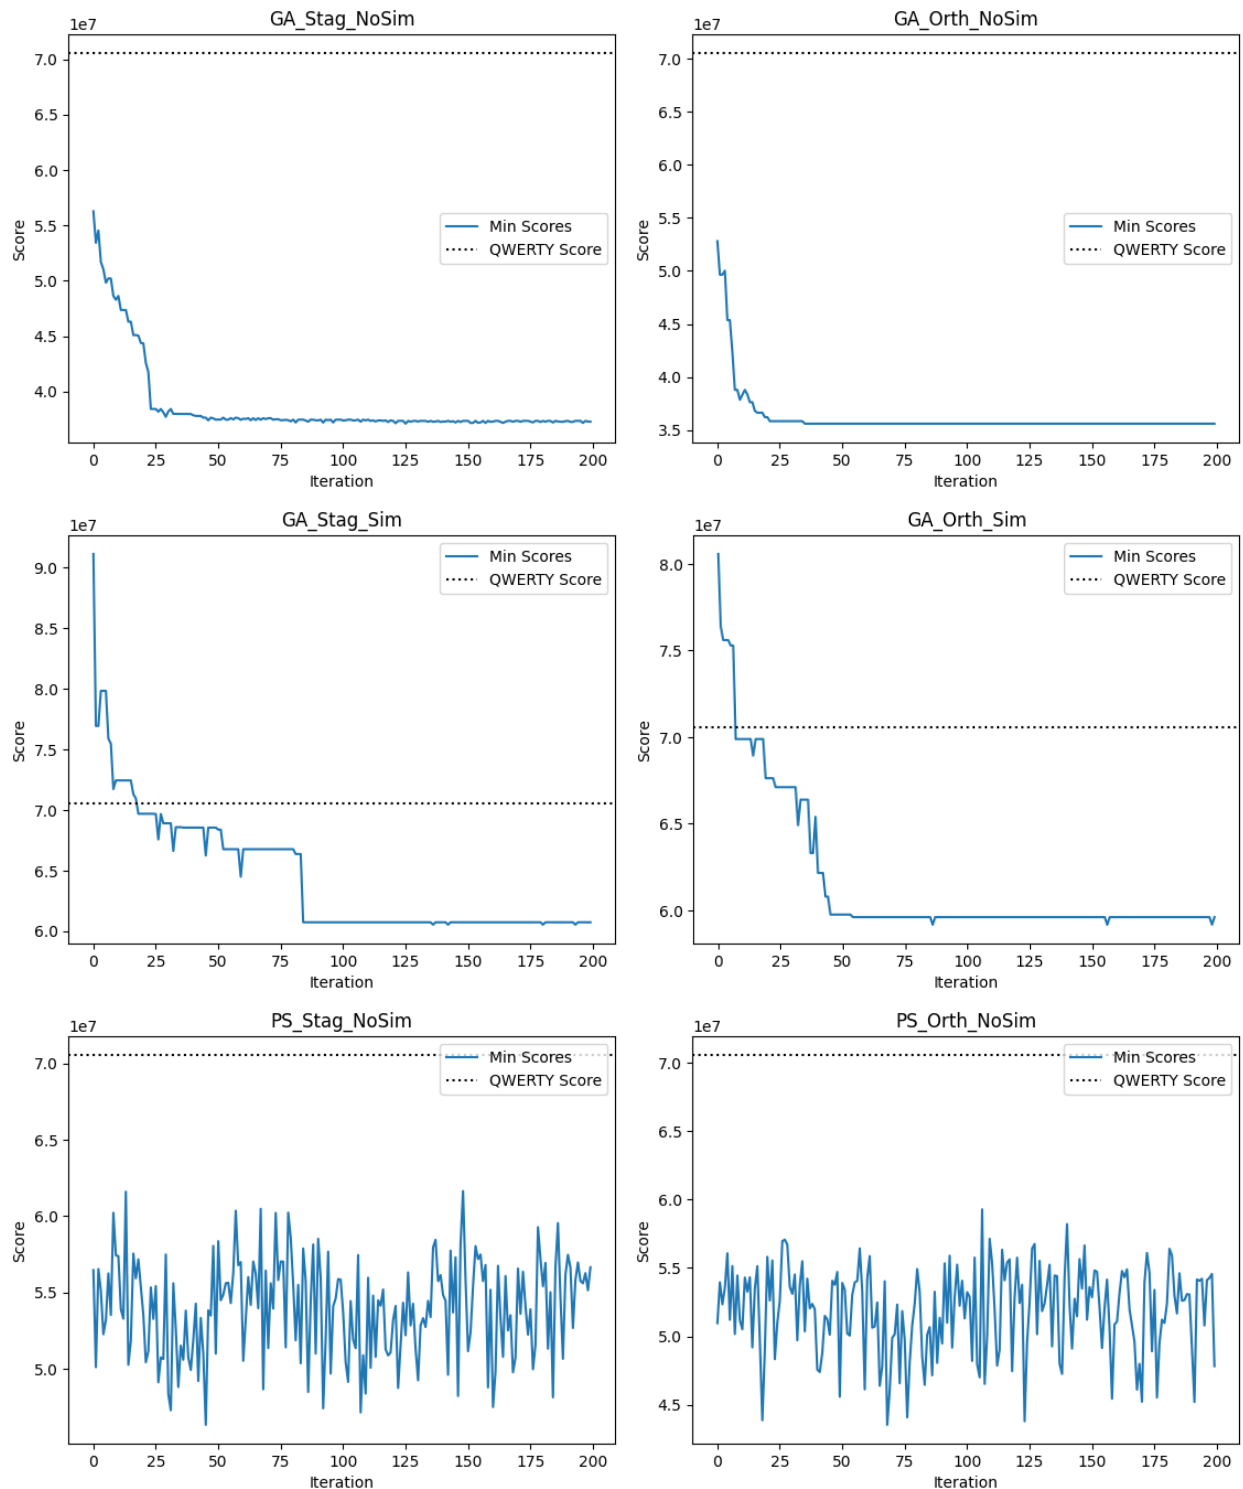 GA_Stag_NoSim
1e7
7.0
6.5
6.0
5.5
5.0
4.5
4.0
Score
Min Scores
QWERTY Score
0 25 50 75 100 125 150 175 200
Iteration
GA_Orth_NoSim
1e7
7.0
6.5
6.0
5.5
5.0
4.5
4.0
3.5
Score
Min Scores
QWERTY Score
0 25 50 75 100 125 150 175 200
Iteration
GA_Stag_Sim
1e7
9.0
8.5
8.0
7.5
7.0
6.5
6.0
Score
Min Scores
QWERTY Score
0 25 50 75 100 125 150 175 200
Iteration
GA_Orth_Sim
1e7
8.0
7.5
7.0
6.5
6.0
Score
Min Scores
QWERTY Score
0 25 50 75 100 125 150 175 200
Iteration
PS_Stag_NoSim
1e7
7.0
6.5
6.0
5.5
5.0
Score
Min Scores
QWERTY Score
0 25 50 75 100 125 150 175 200
Iteration
PS_Orth_NoSim
1e7
7.0
6.5
6.0
5.5
5.0
4.5
Score
Min Scores
QWERTY Score
0 25 50 75 100 125 150 175 200
Iteration